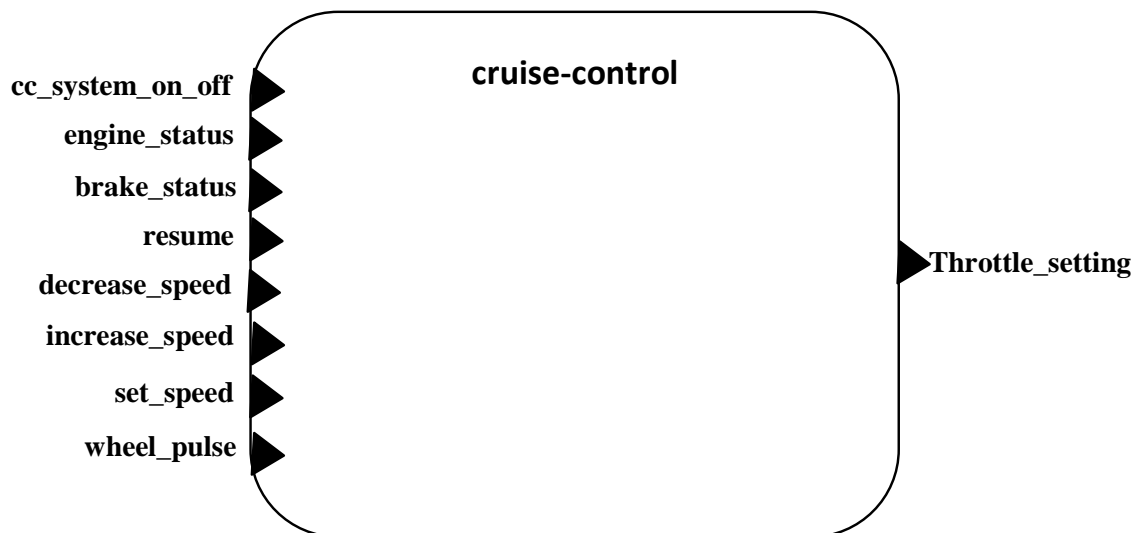 cruise-control
cc_system_on_off
engine_status
brake_status
resume
decrease_speed
increase_speed
set_speed
wheel_pulse
Throttle_setting